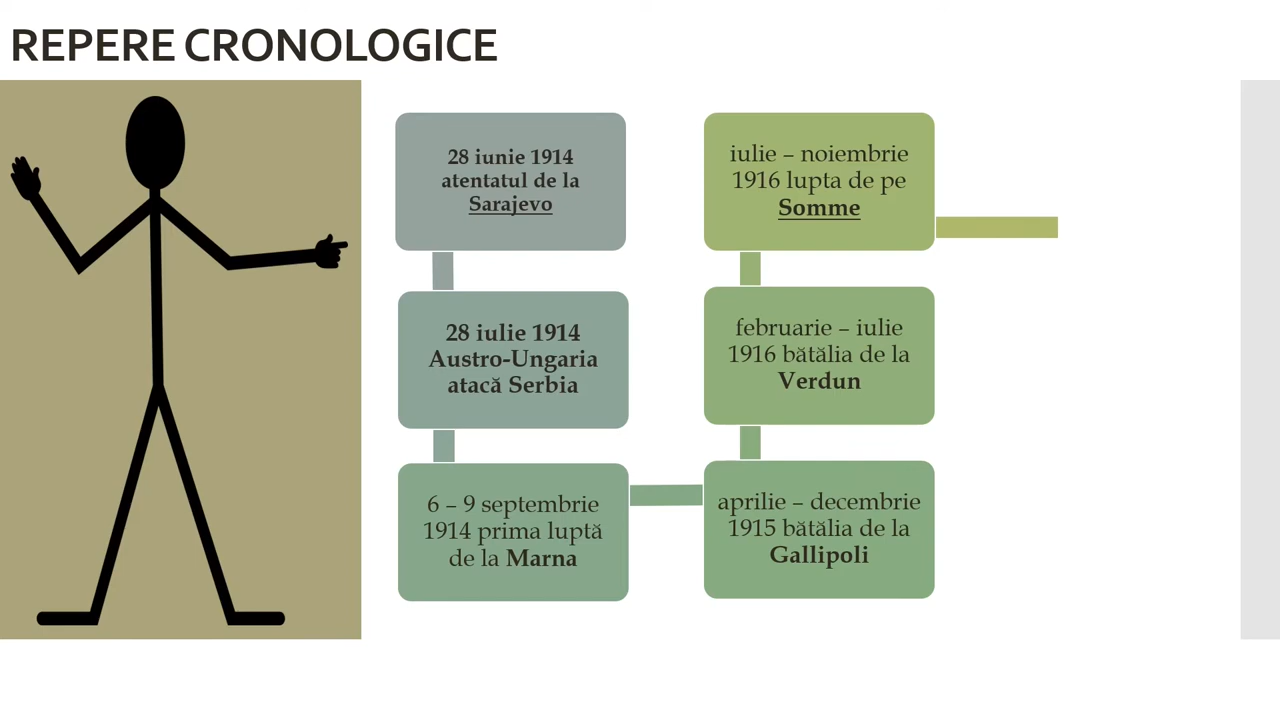 REPERE CRONOLOGICE
28 iunie 1914
atentatul de la
Sarajevo
28 iulie 1914
Austro-Ungaria
atacă Serbia
6 – 9 septembrie
1914 prima luptă
de la Marna
aprilie – decembrie
1915 bătălia de la
Gallipoli
februarie – iulie
1916 bătălia de la
Verdun
iulie – noiembrie
1916 lupta de pe
Somme